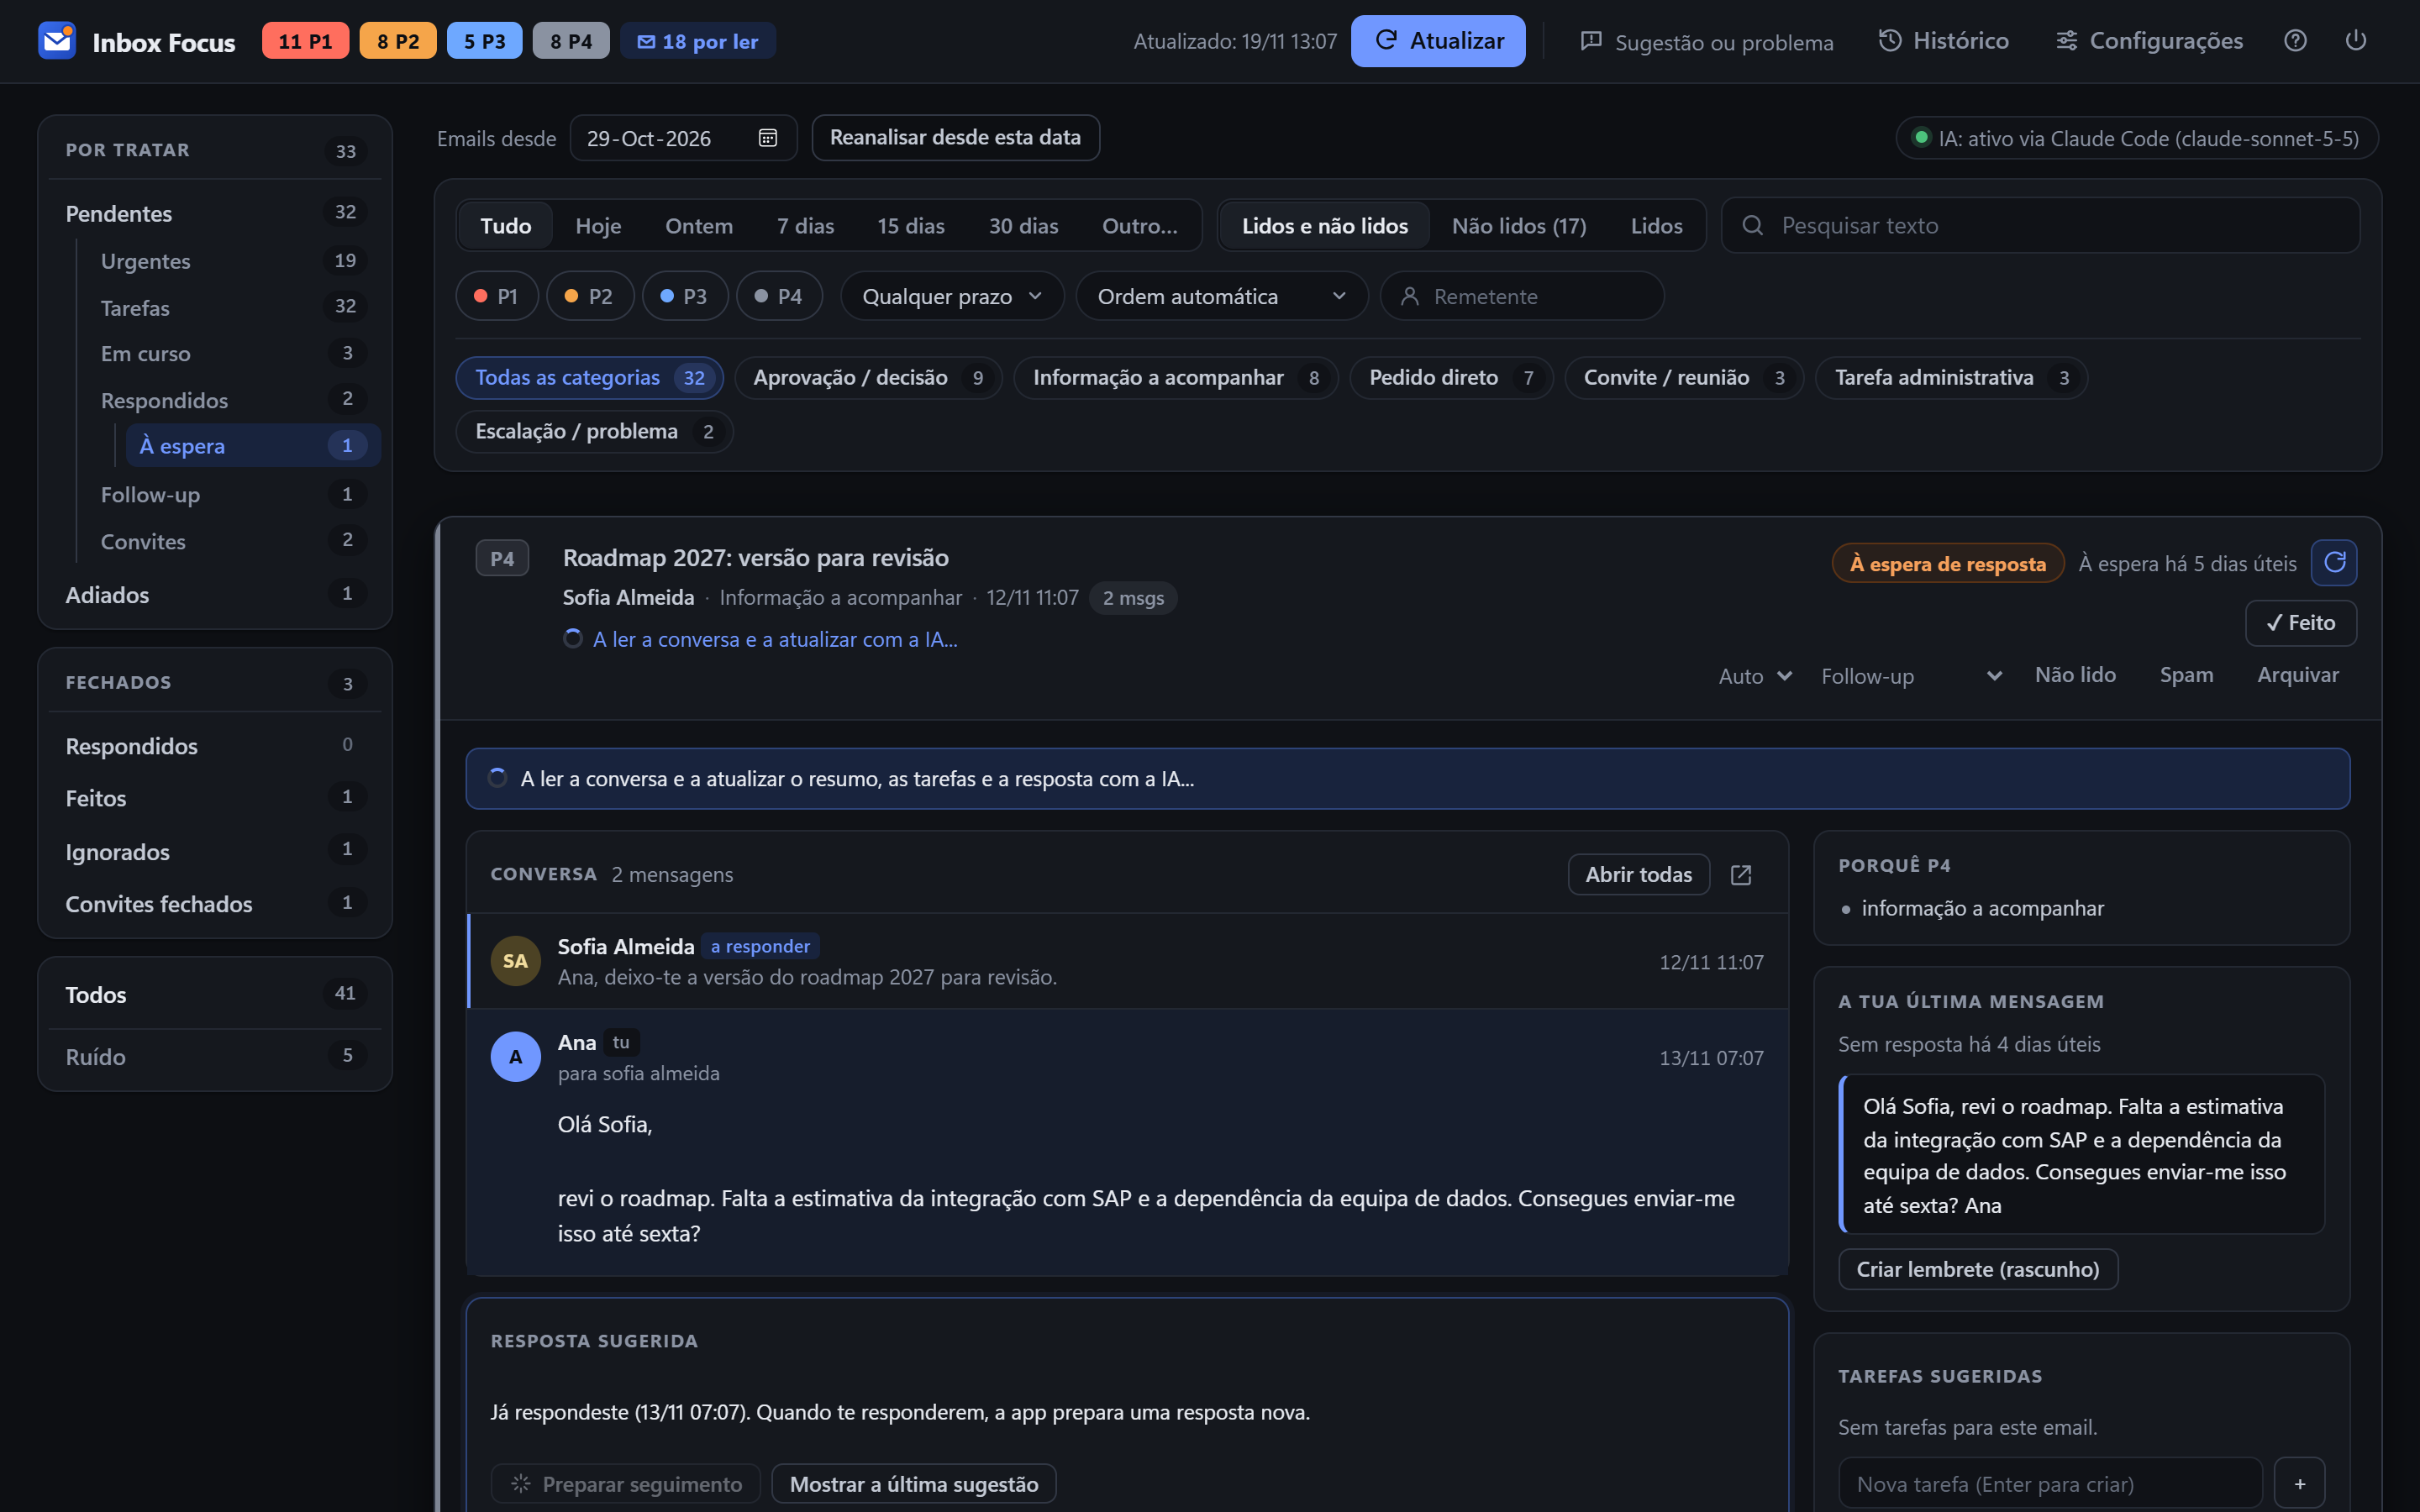 Inbox Focus
11 P1
8 P2
5 P3
8 P4
18 por ler
Atualizado: 19/11 13:07
Atualizar
Sugestão ou problema
Histórico
Configurações
POR TRATAR 33
Pendentes 32
Urgentes 19
Tarefas 32
Em curso 3
Respondidos 2
À espera 1
Follow-up 1
Convites 2
Adiados 1
FECHADOS 3
Respondidos 0
Feitos 1
Ignorados 1
Convites fechados 1
Todos 41
Ruído 5
Emails desde
29-Oct-2026
Reanalisar desde esta data
IA: ativo via Claude Code (claude-sonnet-5-5)
Tudo
Hoje
Ontem
7 dias
15 dias
30 dias
Outro...
Lidos e não lidos
Não lidos (17)
Lidos
Pesquisar texto
P1
P2
P3
P4
Qualquer prazo
Ordem automática
Remetente
Todas as categorias 32
Aprovação / decisão 9
Informação a acompanhar 8
Pedido direto 7
Convite / reunião 3
Tarefa administrativa 3
Escalação / problema 2
P4
Roadmap 2027: versão para revisão
Sofia Almeida · Informação a acompanhar · 12/11 11:07 2 msgs
A ler a conversa e a atualizar com a IA...
À espera de resposta
À espera há 5 dias úteis
✓ Feito
Auto
Follow-up
Não lido
Spam
Arquivar
A ler a conversa e a atualizar o resumo, as tarefas e a resposta com a IA...
CONVERSA 2 mensagens
Abrir todas
SA
Sofia Almeida a responder
12/11 11:07
Ana, deixo-te a versão do roadmap 2027 para revisão.
A
Ana tu
13/11 07:07
para sofia almeida
Olá Sofia,
revi o roadmap. Falta a estimativa da integração com SAP e a dependência da equipa de dados. Consegues enviar-me
isso até sexta?
RESPOSTA SUGERIDA
Já respondeste (13/11 07:07). Quando te responderem, a app prepara uma resposta nova.
Preparar seguimento
Mostrar a última sugestão
PORQUÊ P4
informação a acompanhar
A TUA ÚLTIMA MENSAGEM
Sem resposta há 4 dias úteis
Olá Sofia, revi o roadmap. Falta a estimativa
da integração com SAP e a dependência da
equipa de dados. Consegues enviar-me isso
até sexta? Ana
Criar lembrete (rascunho)
TAREFAS SUGERIDAS
Sem tarefas para este email.
Nova tarefa (Enter para criar)
+